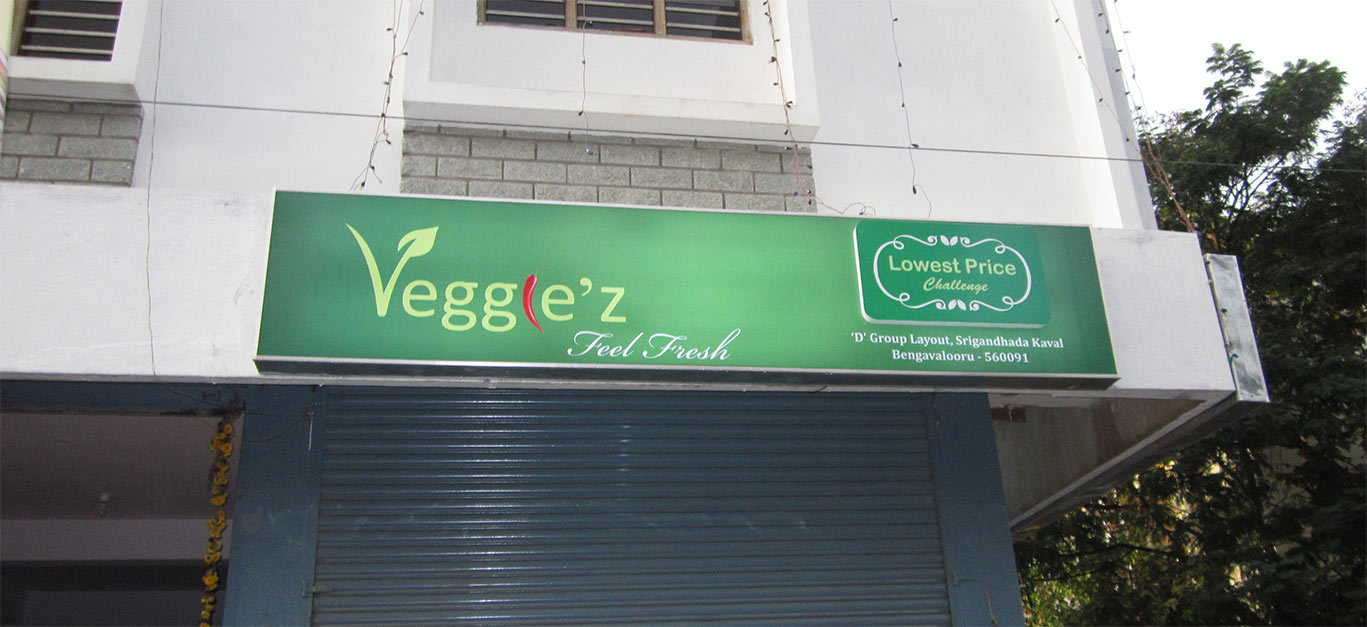 Veggie'z
Feel Fresh
Lowest Price
Challenge
'D' Group Layout, Srigandhada Kaval
Bengavalooru - 560091